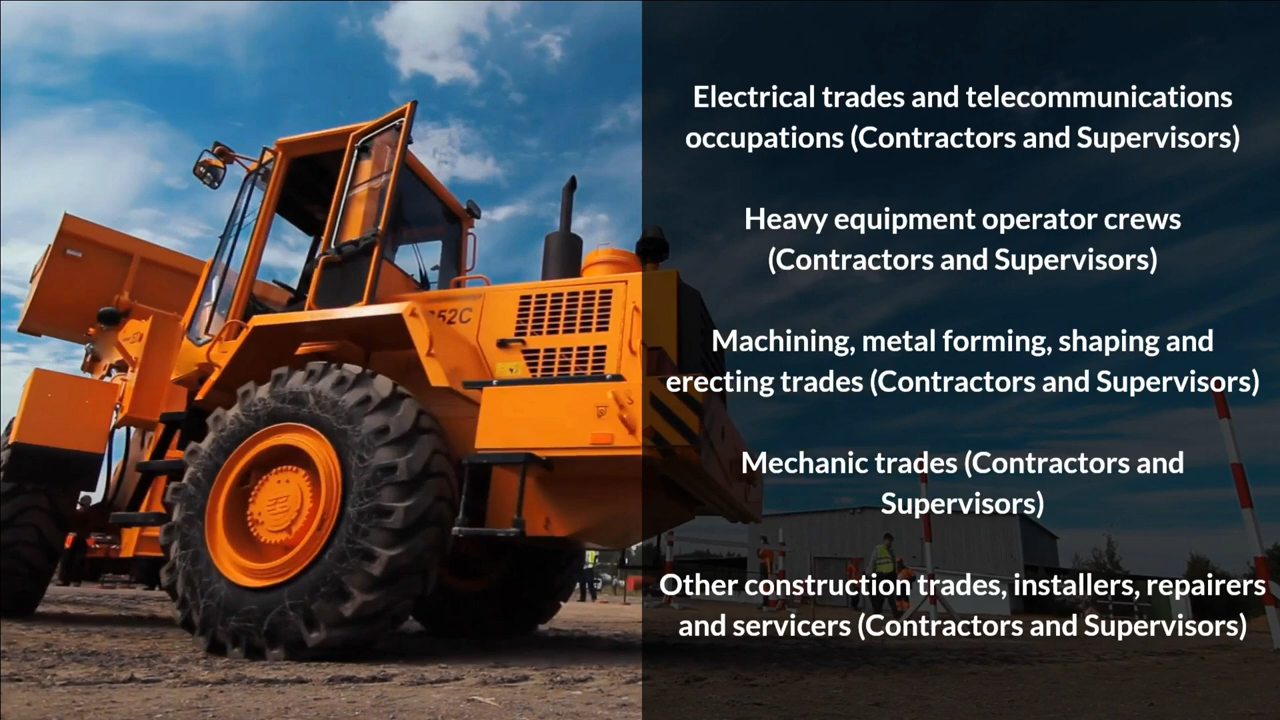 Electrical trades and telecommunications
occupations (Contractors and Supervisors)
Heavy equipment operator crews
(Contractors and Supervisors)
Machining, metal forming, shaping and
erecting trades (Contractors and Supervisors)
Mechanic trades (Contractors and
Supervisors)
Other construction trades, installers, repairers
and servicers (Contractors and Supervisors)
52C